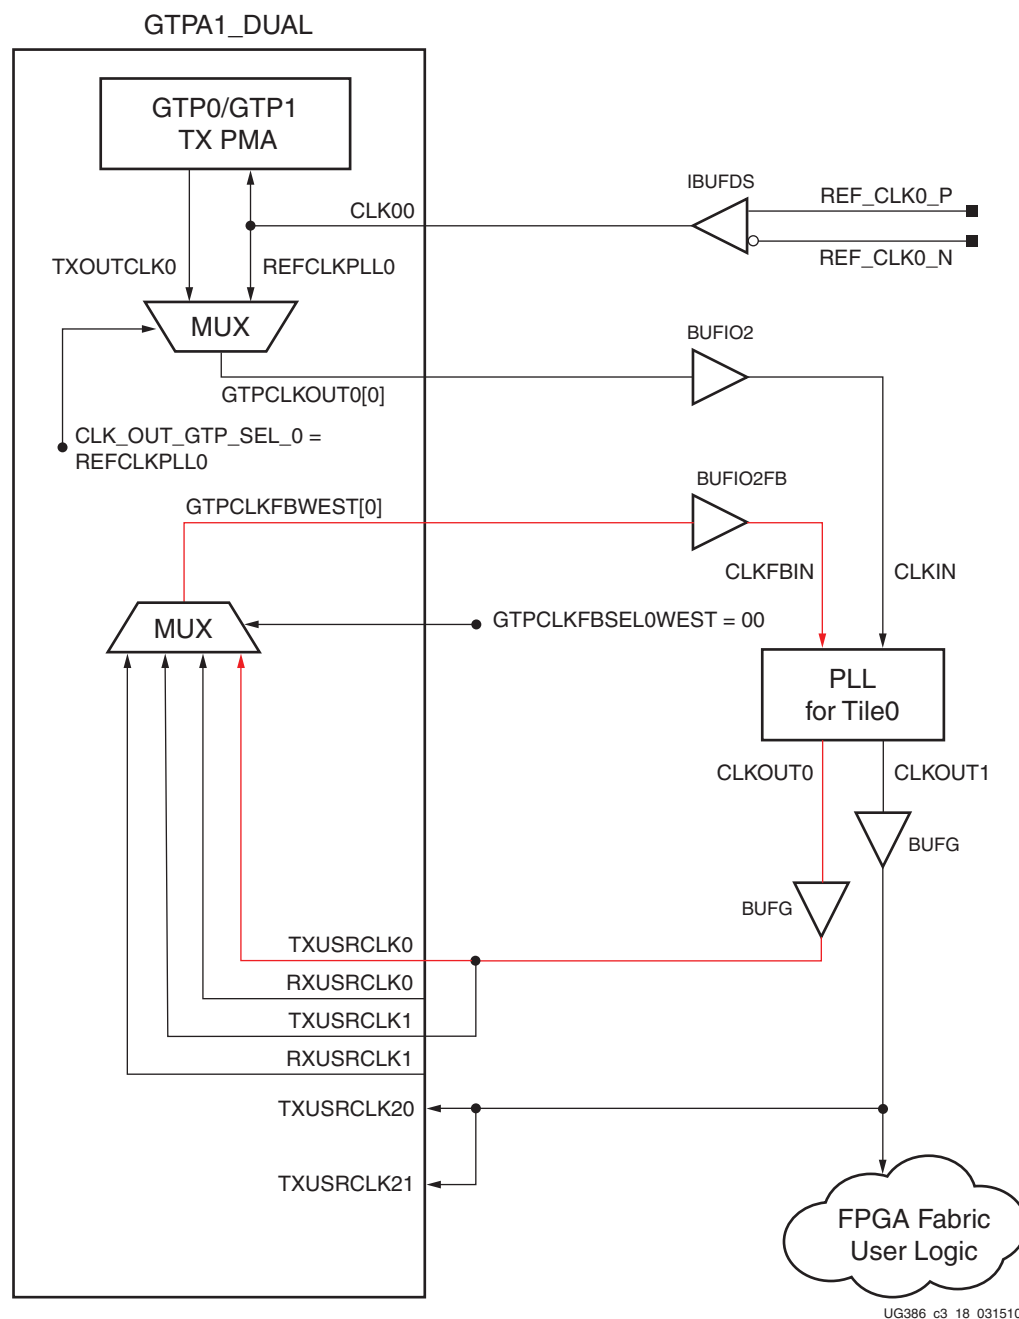 GTPA1_DUAL
GTP0/GTP1
TX PMA
IBUFDS
REF_CLK0_P
CLK00
REF_CLK0_N
TXOUTCLK0
REFCLKPLL0
MUX
BUFIO2
GTPCLKOUT0[0]
CLK_OUT_GTP_SEL_0 =
REFCLKPLL0
BUFIO2FB
GTPCLKFBWEST[0]
CLKFBIN
CLKIN
MUX
GTPCLKFBSEL0WEST = 00
PLL
for Tile0
CLKOUT0
CLKOUT1
BUFG
BUFG
TXUSRCLK0
RXUSRCLK0
TXUSRCLK1
RXUSRCLK1
TXUSRCLK20
TXUSRCLK21
FPGA Fabric
User Logic
UG386_c3_18_031510